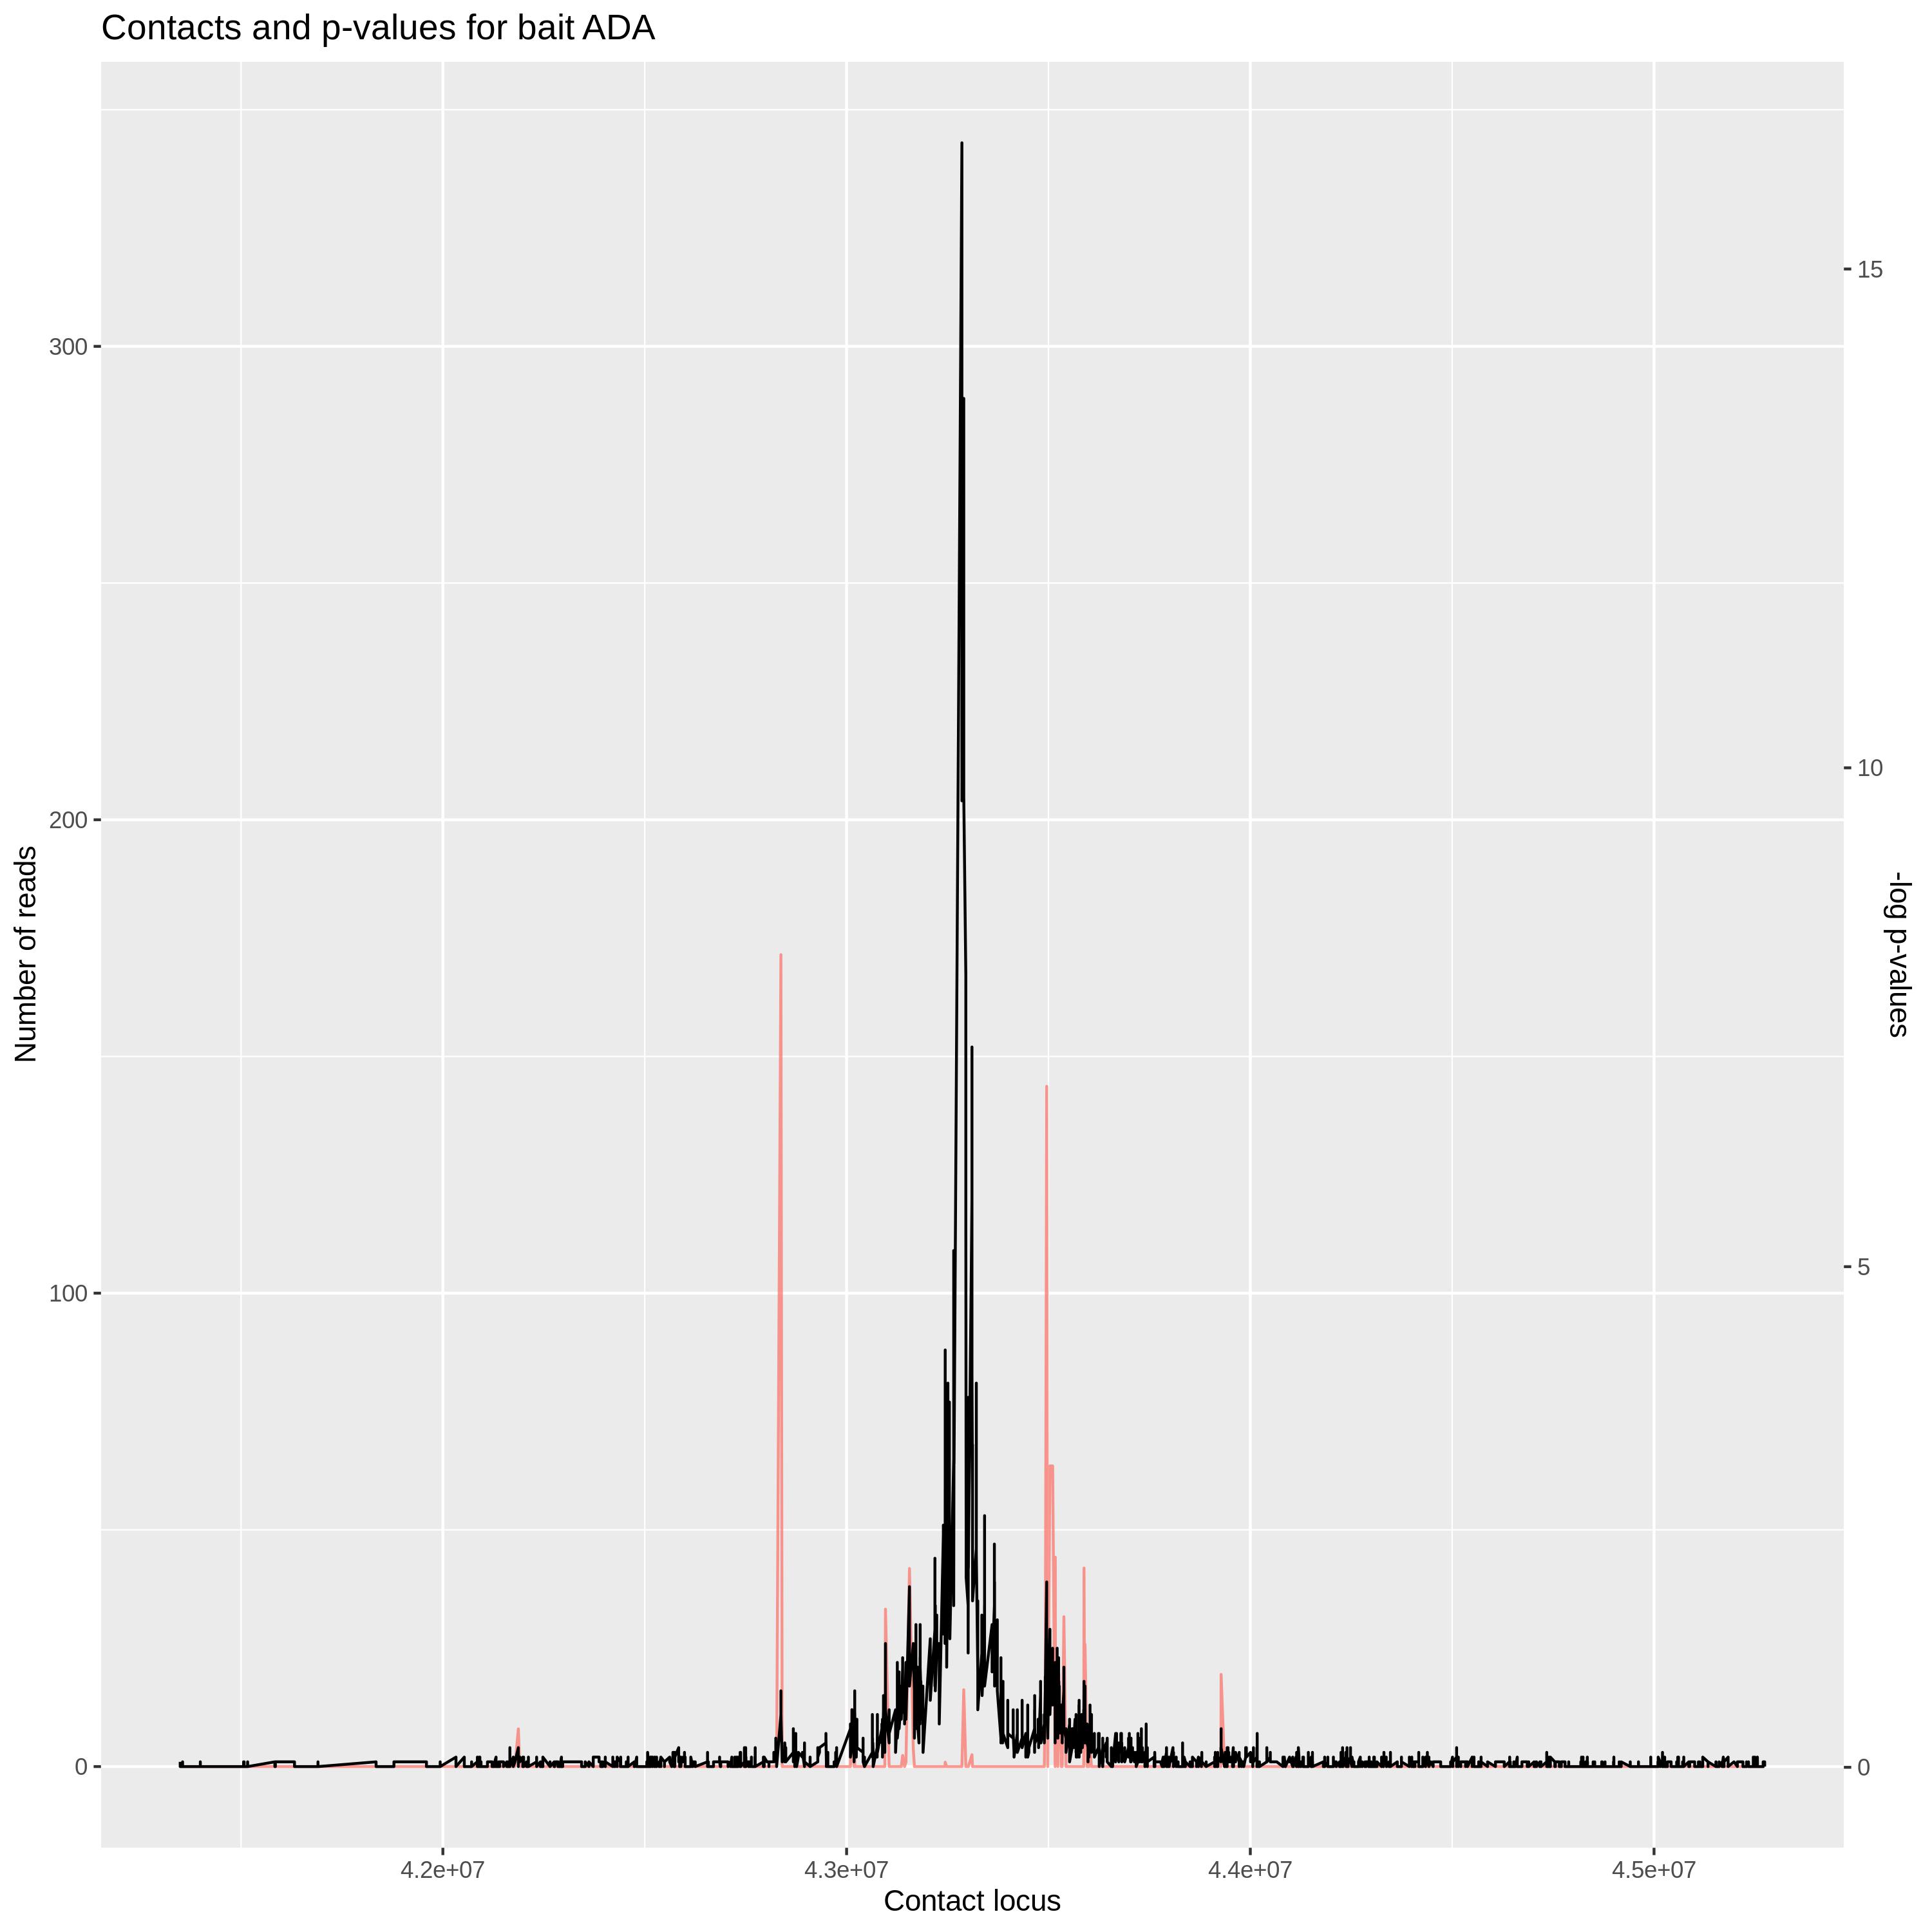 Contacts and p-values for bait ADA
300
200
100
0
Number of reads
15
10
5
0
-log p-values
4.2e+07 4.3e+07 4.4e+07 4.5e+07
Contact locus